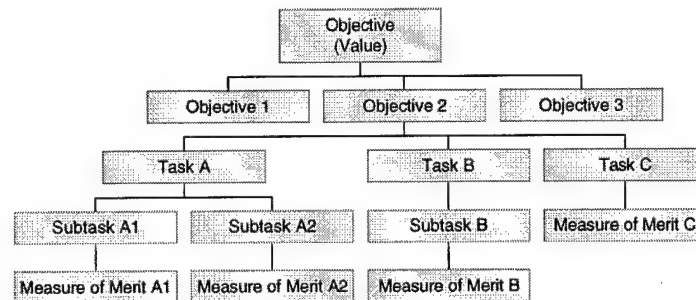 Objective
(Value)
Objective 1
Objective 2
Objective 3
Task A
Task B
Task C
Subtask A1
Subtask A2
Subtask B
Measure of Merit C
Measure of Merit A1
Measure of Merit A2
Measure of Merit B